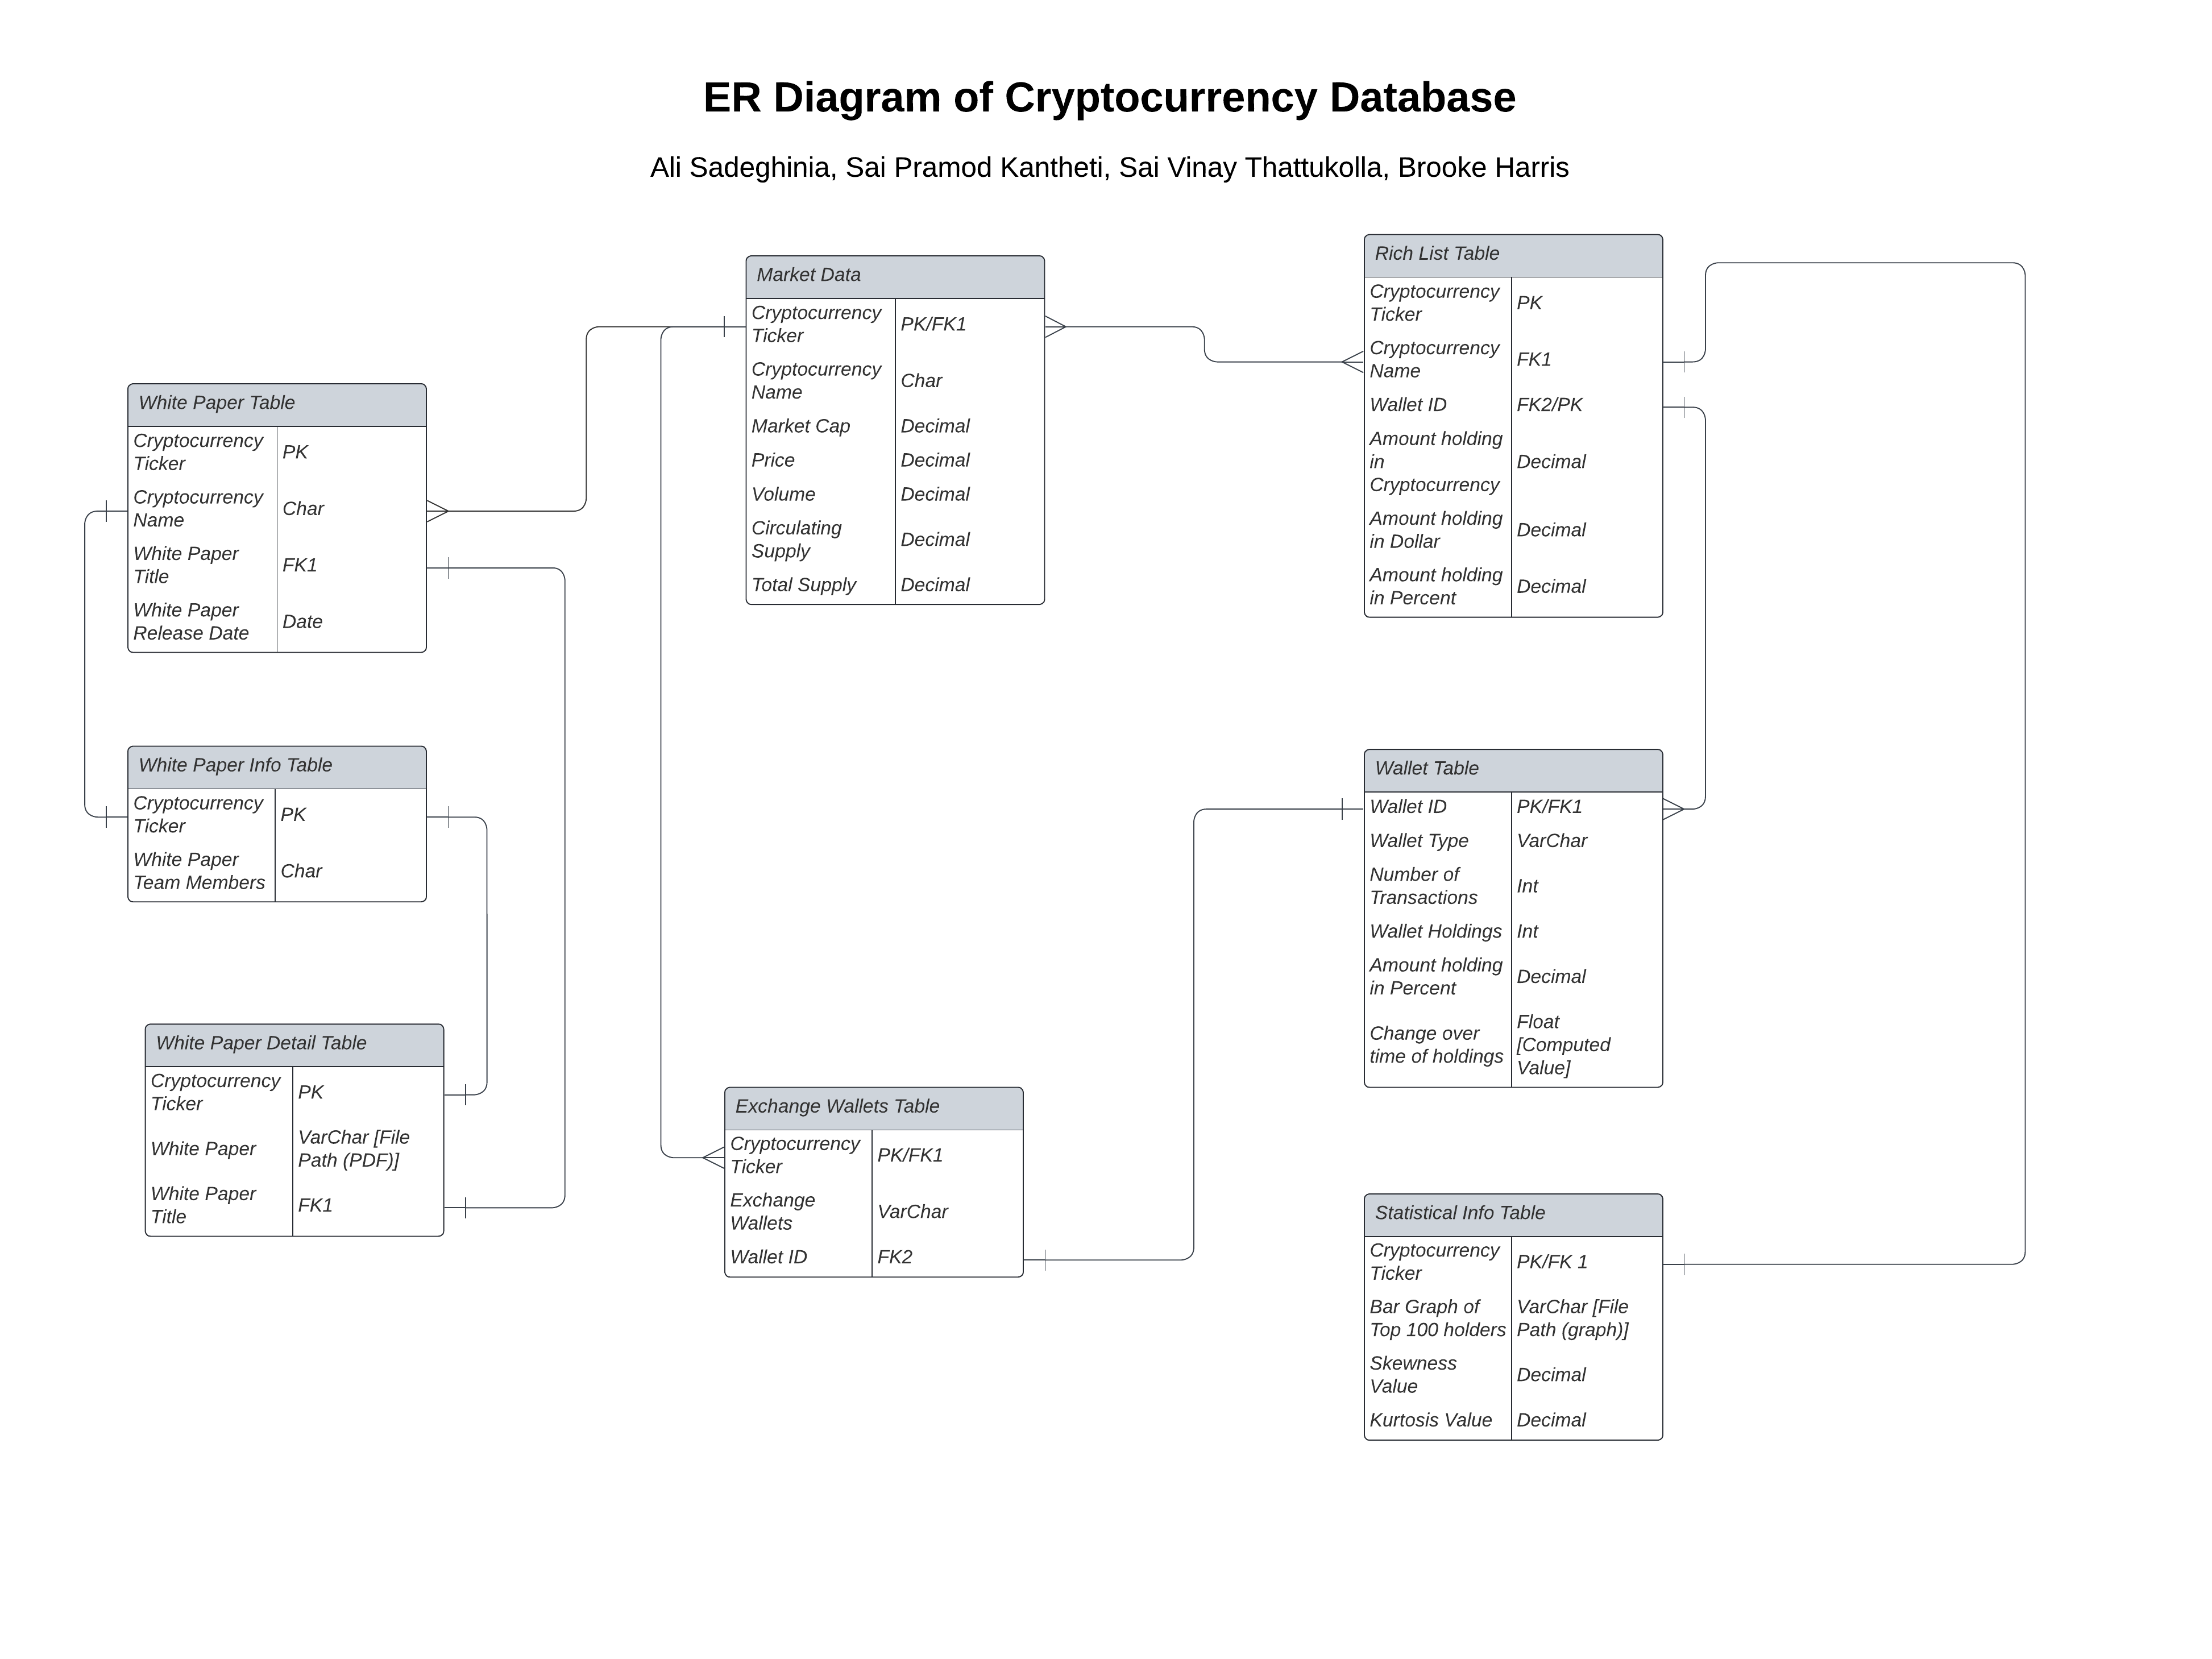 ER Diagram of Cryptocurrency Database
Ali Sadeghinia, Sai Pramod Kantheti, Sai Vinay Thattukolla, Brooke Harris
White Paper Table
Cryptocurrency
Ticker
PK
Cryptocurrency
Name
Char
White Paper
Title
FK1
White Paper
Release Date
Date
White Paper Info Table
Cryptocurrency
Ticker
PK
White Paper
Team Members
Char
White Paper Detail Table
Cryptocurrency
Ticker
PK
White Paper
VarChar [File
Path (PDF)]
White Paper
Title
FK1
Market Data
Cryptocurrency
Ticker
PK/FK1
Cryptocurrency
Name
Char
Market Cap
Decimal
Price
Decimal
Volume
Decimal
Circulating
Supply
Decimal
Total Supply
Decimal
Exchange Wallets Table
Cryptocurrency
Ticker
PK/FK1
Exchange
Wallets
VarChar
Wallet ID
FK2
Rich List Table
Cryptocurrency
Ticker
PK
Cryptocurrency
Name
FK1
Wallet ID
FK2/PK
Amount holding
in
Cryptocurrency
Decimal
Amount holding
in Dollar
Decimal
Amount holding
in Percent
Decimal
Wallet Table
Wallet ID
PK/FK1
Wallet Type
VarChar
Number of
Transactions
Int
Wallet Holdings
Int
Amount holding
in Percent
Decimal
Change over
time of holdings
Float
[Computed
Value]
Statistical Info Table
Cryptocurrency
Ticker
PK/FK 1
Bar Graph of
Top 100 holders
VarChar [File
Path (graph)]
Skewness
Value
Decimal
Kurtosis Value
Decimal